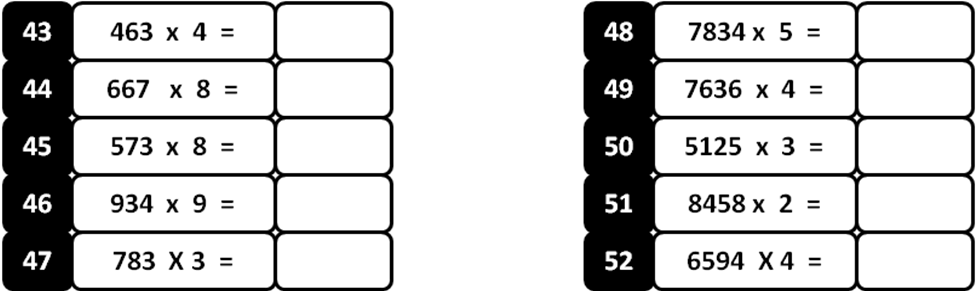 43 463 x 4 =
44 667 x 8 =
45 573 x 8 =
46 934 x 9 =
47 783 X 3 =
48 7834 x 5 =
49 7636 x 4 =
50 5125 x 3 =
51 8458 x 2 =
52 6594 X 4 =